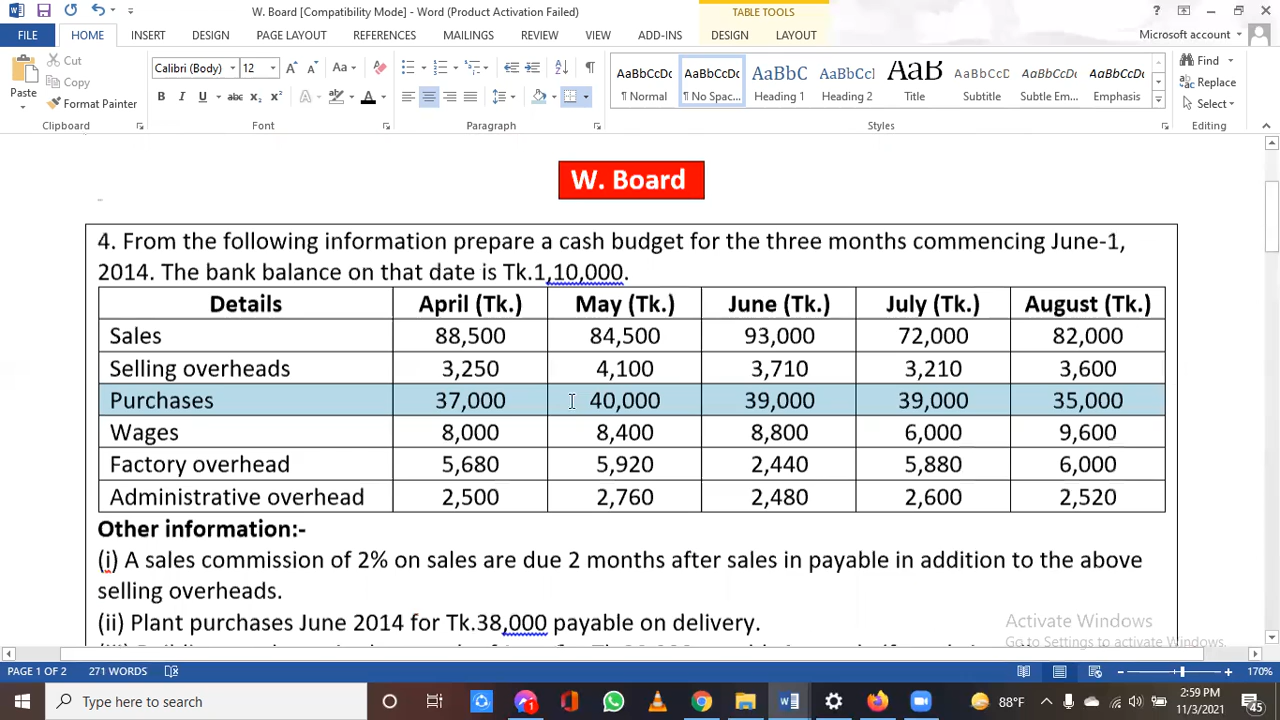 W. Board [Compatibility Mode] - Word (Product Activation Failed)
TABLE TOOLS
FILE HOME INSERT DESIGN PAGE LAYOUT REFERENCES MAILINGS REVIEW VIEW ADD-INS DESIGN LAYOUT Microsoft account
Paste
Cut
Copy
Format Painter
Clipboard
Calibri (Body) 12
Font
Paragraph
AaBbCcDc AaBbCcDc AaBbC AaBbCcC AaB AaBbCcD AaBbCcDc AaBbCcDc
¶ Normal ¶ No Spac... Heading 1 Heading 2 Title Subtitle Subtle Em... Emphasis
Styles
Find
Replace
Select
Editing
W. Board
4. From the following information prepare a cash budget for the three months commencing June-1,
2014. The bank balance on that date is Tk.1,10,000.
Details April (Tk.) May (Tk.) June (Tk.) July (Tk.) August (Tk.)
Sales 88,500 84,500 93,000 72,000 82,000
Selling overheads 3,250 4,100 3,710 3,210 3,600
Purchases 37,000 40,000 39,000 39,000 35,000
Wages 8,000 8,400 8,800 6,000 9,600
Factory overhead 5,680 5,920 2,440 5,880 6,000
Administrative overhead 2,500 2,760 2,480 2,600 2,520
Other information:-
(i) A sales commission of 2% on sales are due 2 months after sales in payable in addition to the above
selling overheads.
(ii) Plant purchases June 2014 for Tk.38,000 payable on delivery.
Activate Windows
Go to Settings to activate Windows.
PAGE 1 OF 2 271 WORDS 170%
Type here to search
88°F
2:59 PM
11/3/2021
45